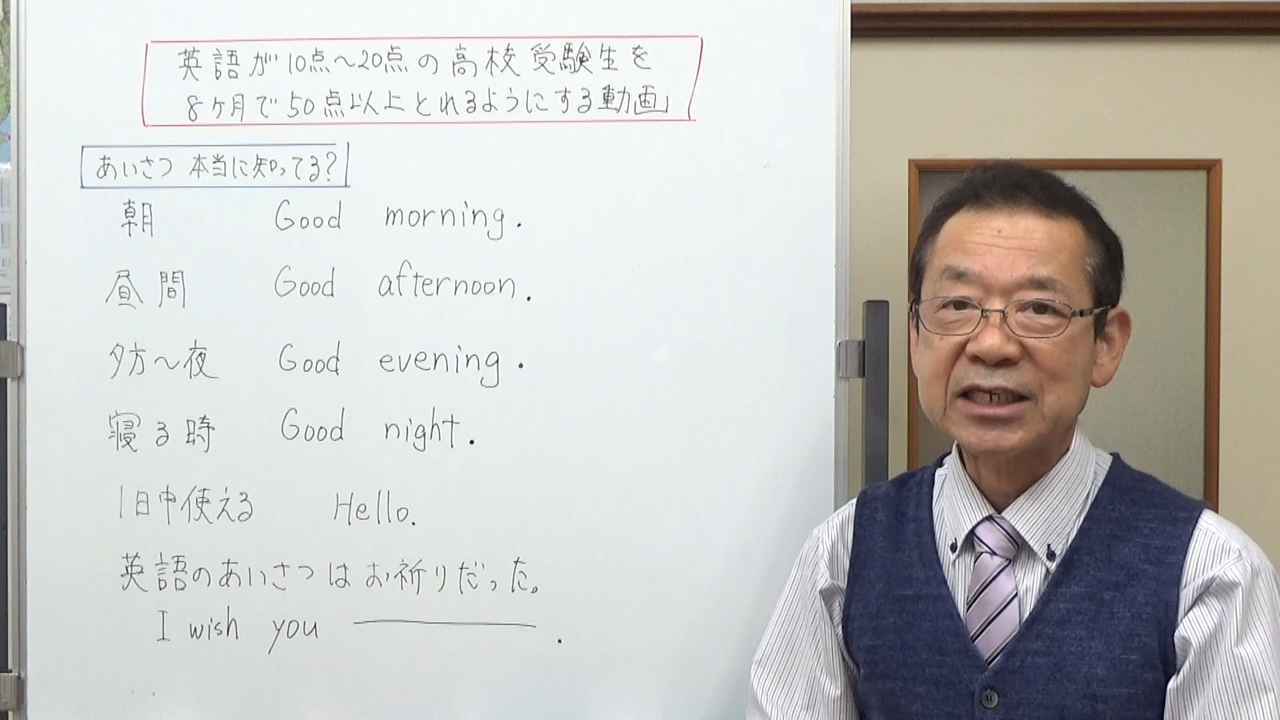 英語が10点～20点の高校受験生を
8ヶ月で50点以上とれるようにする動画」
あいさつ 本当に知ってる?
朝 Good morning.
昼間 Good afternoon.
夕方～夜 Good evening.
寝る時 Good night.
1日中使える Hello.
英語のあいさつはお祈りだった。
I wish you ________ .